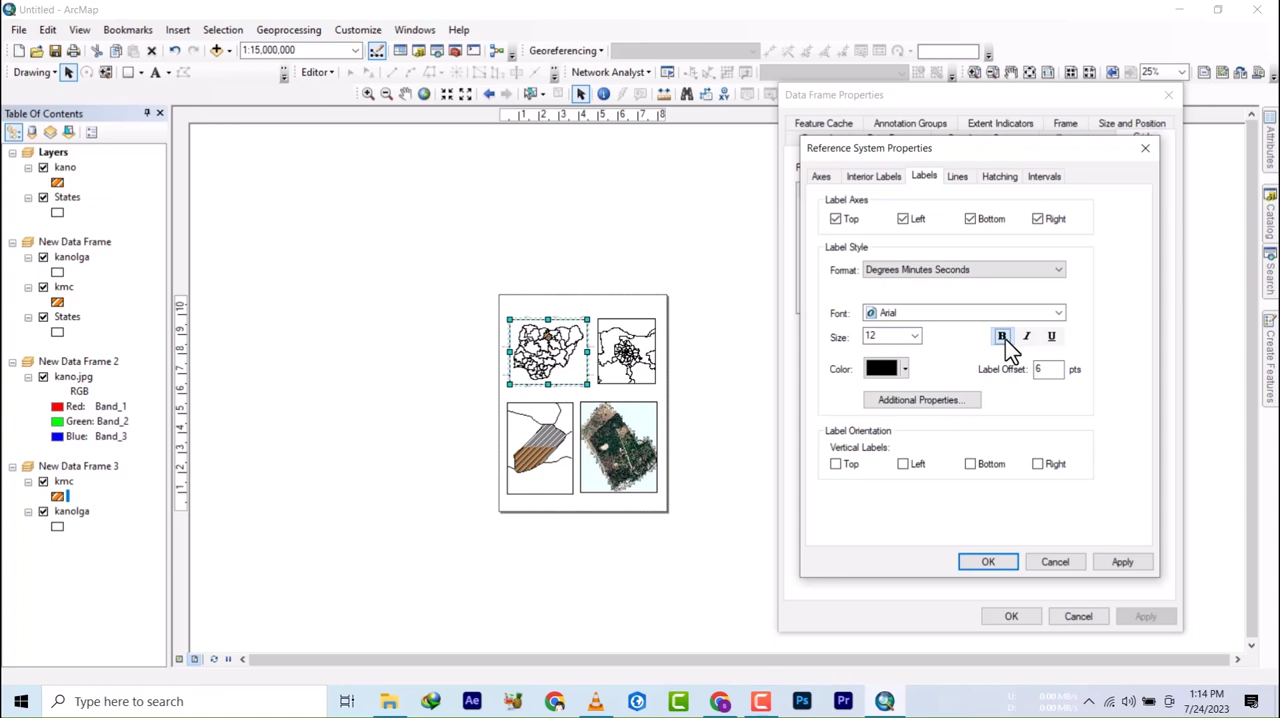 Untitled - ArcMap
File Edit View Bookmarks Insert Selection Geoprocessing Customize Windows Help
1:15,000,000 Georeferencing
Drawing Editor Network Analyst 25%
Table Of Contents
Layers
kano
States
New Data Frame
kanolga
kmc
States
New Data Frame 2
kano.jpg
RGB
Red: Band_1
Green: Band_2
Blue: Band_3
New Data Frame 3
kmc
kanolga
Data Frame Properties
Feature Cache Annotation Groups Extent Indicators Frame Size and Position
Reference System Properties
Axes Interior Labels Labels Lines Hatching Intervals
Label Axes
Top Left Bottom Right
Label Style
Format: Degrees Minutes Seconds
Font: Arial
Size: 12 B I U
Color: Label Offset: 6 pts
Additional Properties...
Label Orientation
Vertical Labels:
Top Left Bottom Right
OK Cancel Apply
OK Cancel Apply
Attributes
Catalog
Search
Create Features
Type here to search
1:14 PM
7/24/2023